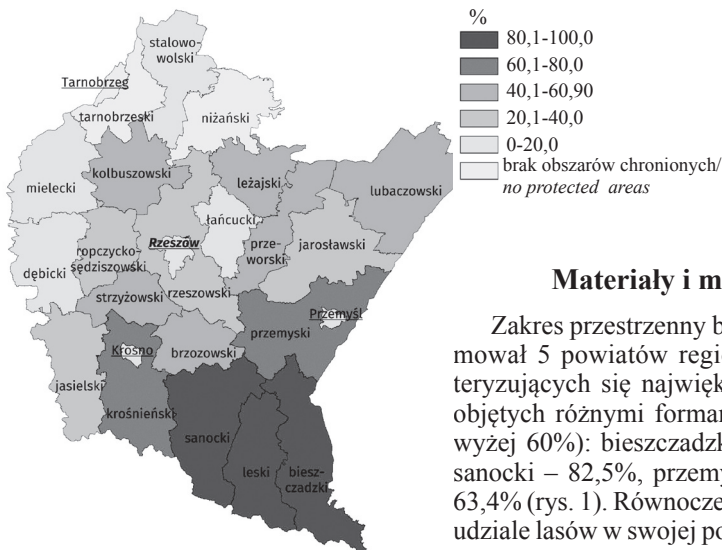 %
80,1-100,0
60,1-80,0
40,1-60,90
20,1-40,0
0-20,0
brak obszarów chronionych/
no protected areas
stalowo-
wolski
Tarnobrzeg
tarnobrzeski
niżański
mielecki
kolbuszowski
leżajski
lubaczowski
łańcucki
Rzeszów
prze-
worski
jarosławski
ropczycko-
sędziszowski
dębicki
strzyżowski
rzeszowski
Przemyśl
przemyski
Krosno
brzozowski
jasielski
krośnieński
sanocki
leski
biesz-
czadzki
Materiały i m
Zakres przestrzenny b
mował 5 powiatów regi
teryzujących się najwięk
objętych różnymi forman
wyżej 60%): bieszczadzk
sanocki – 82,5%, przemy
63,4% (rys. 1). Równocze
udziale lasów w swojej po